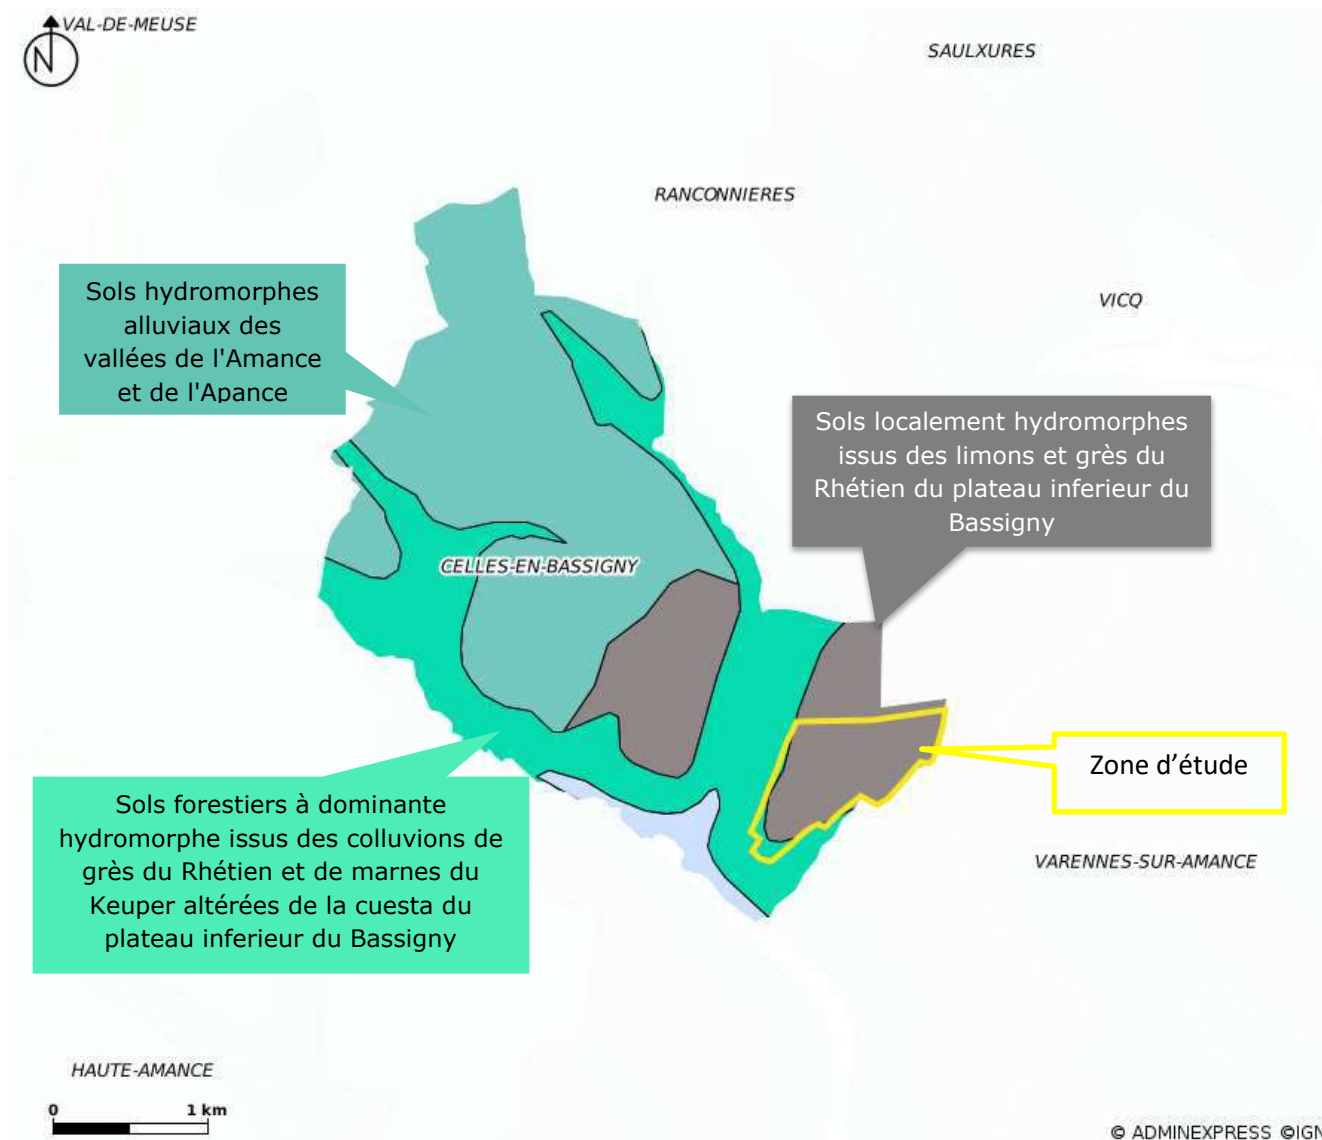 VAL-DE-MEUSE
N
SAULXURES
RANCONNIERES
Sols hydromorphes
alluviaux des
vallées de l'Amance
et de l'Apance
VICQ
Sols localement hydromorphes
issus des limons et grès du
Rhétien du plateau inferieur du
Bassigny
CELLES-EN-BASSIGNY
Zone d’étude
Sols forestiers à dominante
hydromorphe issus des colluvions de
grès du Rhétien et de marnes du
Keuper altérées de la cuesta du
plateau inferieur du Bassigny
VARENNES-SUR-AMANCE
HAUTE-AMANCE
0 1 km
© ADMINEXPRESS ©IGN